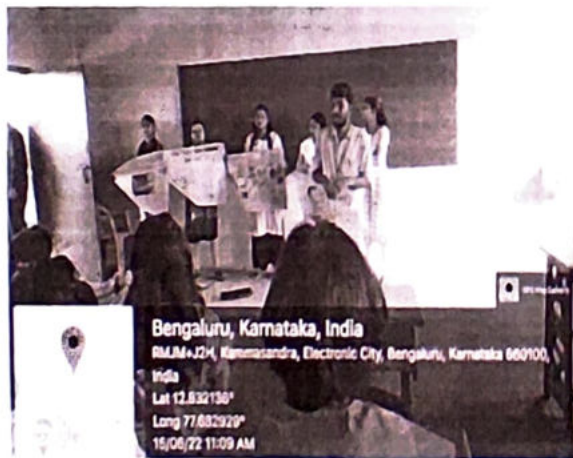 Bengaluru, Karnataka, India
RMJM+J2H, Kammasandra, Electronic City, Bengaluru, Karnataka 560100,
India
Lat 12.832136°
Long 77.682929°
15/06/22 11:09 AM